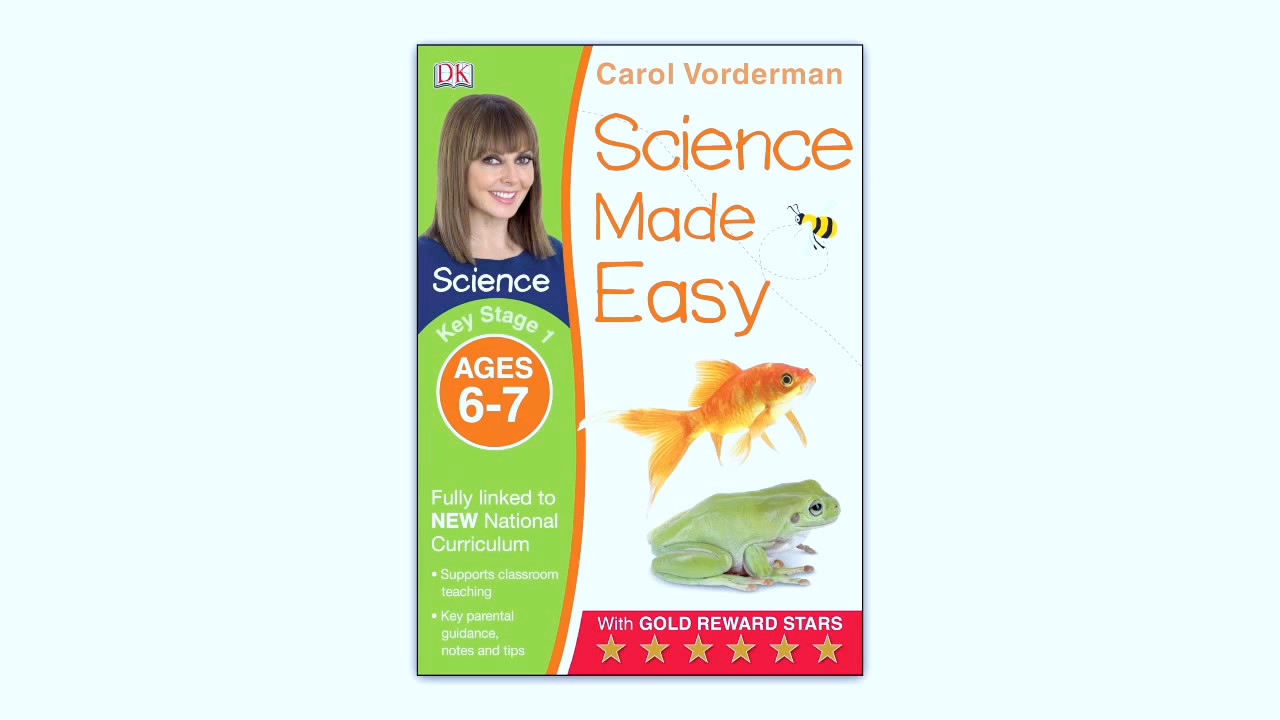 DK
Carol Vorderman
Science
Made
Easy
Science
Key Stage 1
AGES
6-7
Fully linked to
NEW National
Curriculum
• Supports classroom
teaching
• Key parental
guidance,
notes and tips
With GOLD REWARD STARS